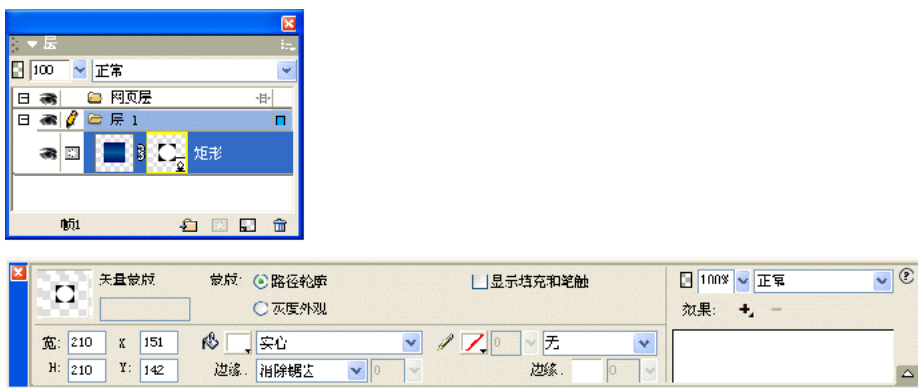 层
100 正常
网页层
层 1
矩形
帧1
矢量蒙版 蒙版: 路径轮廓 显示填充和笔触 100% 正常
灰度外观 效果:
宽: 210 X 151 实心 0 无
H: 210 Y: 142 边缘: 消除锯齿 0 边缘: 0